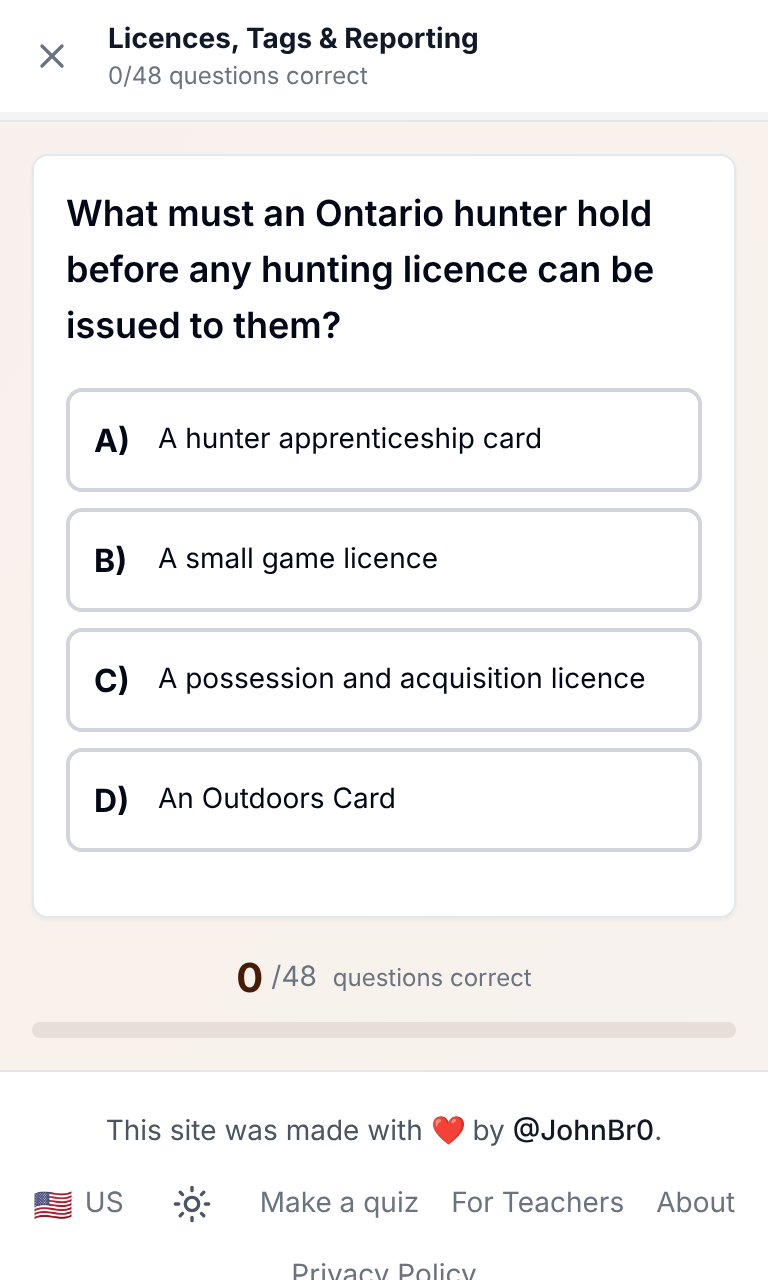 Licences, Tags & Reporting
0/48 questions correct
What must an Ontario hunter hold
before any hunting licence can be
issued to them?
A) A hunter apprenticeship card
B) A small game licence
C) A possession and acquisition licence
D) An Outdoors Card
0 /48 questions correct
This site was made with ❤️ by @JohnBr0.
🇺🇸 US Make a quiz For Teachers About
Privacy Policy